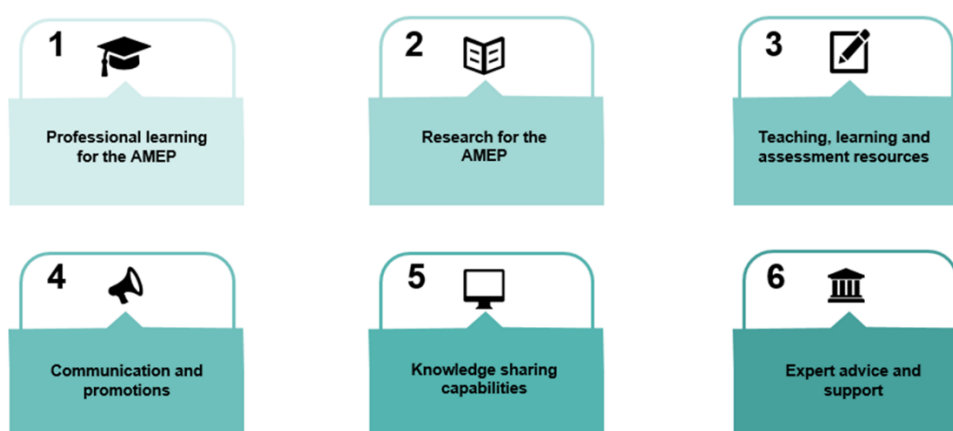 1
Professional learning
for the AMEP
2
Research for the
AMEP
3
Teaching, learning and
assessment resources
4
Communication and
promotions
5
Knowledge sharing
capabilities
6
Expert advice and
support